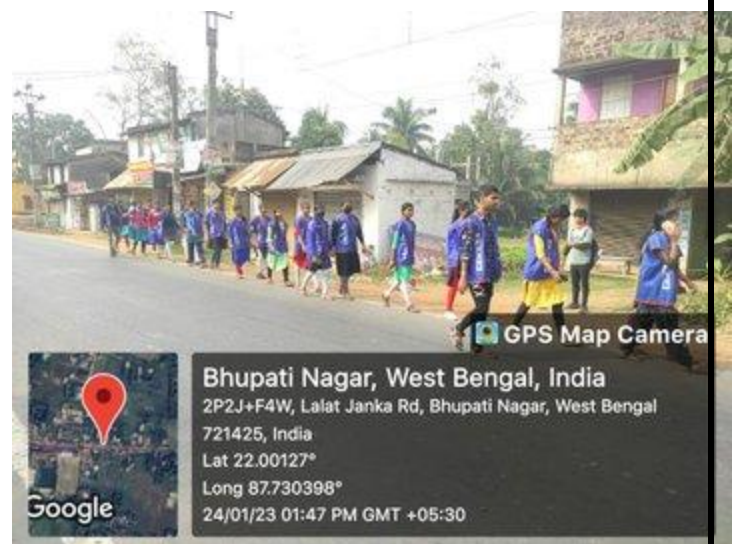 GPS Map Camera
Bhupati Nagar, West Bengal, India
2P2J+F4W, Lalat Janka Rd, Bhupati Nagar, West Bengal
721425, India
Lat 22.00127°
Long 87.730398°
24/01/23 01:47 PM GMT +05:30
Google